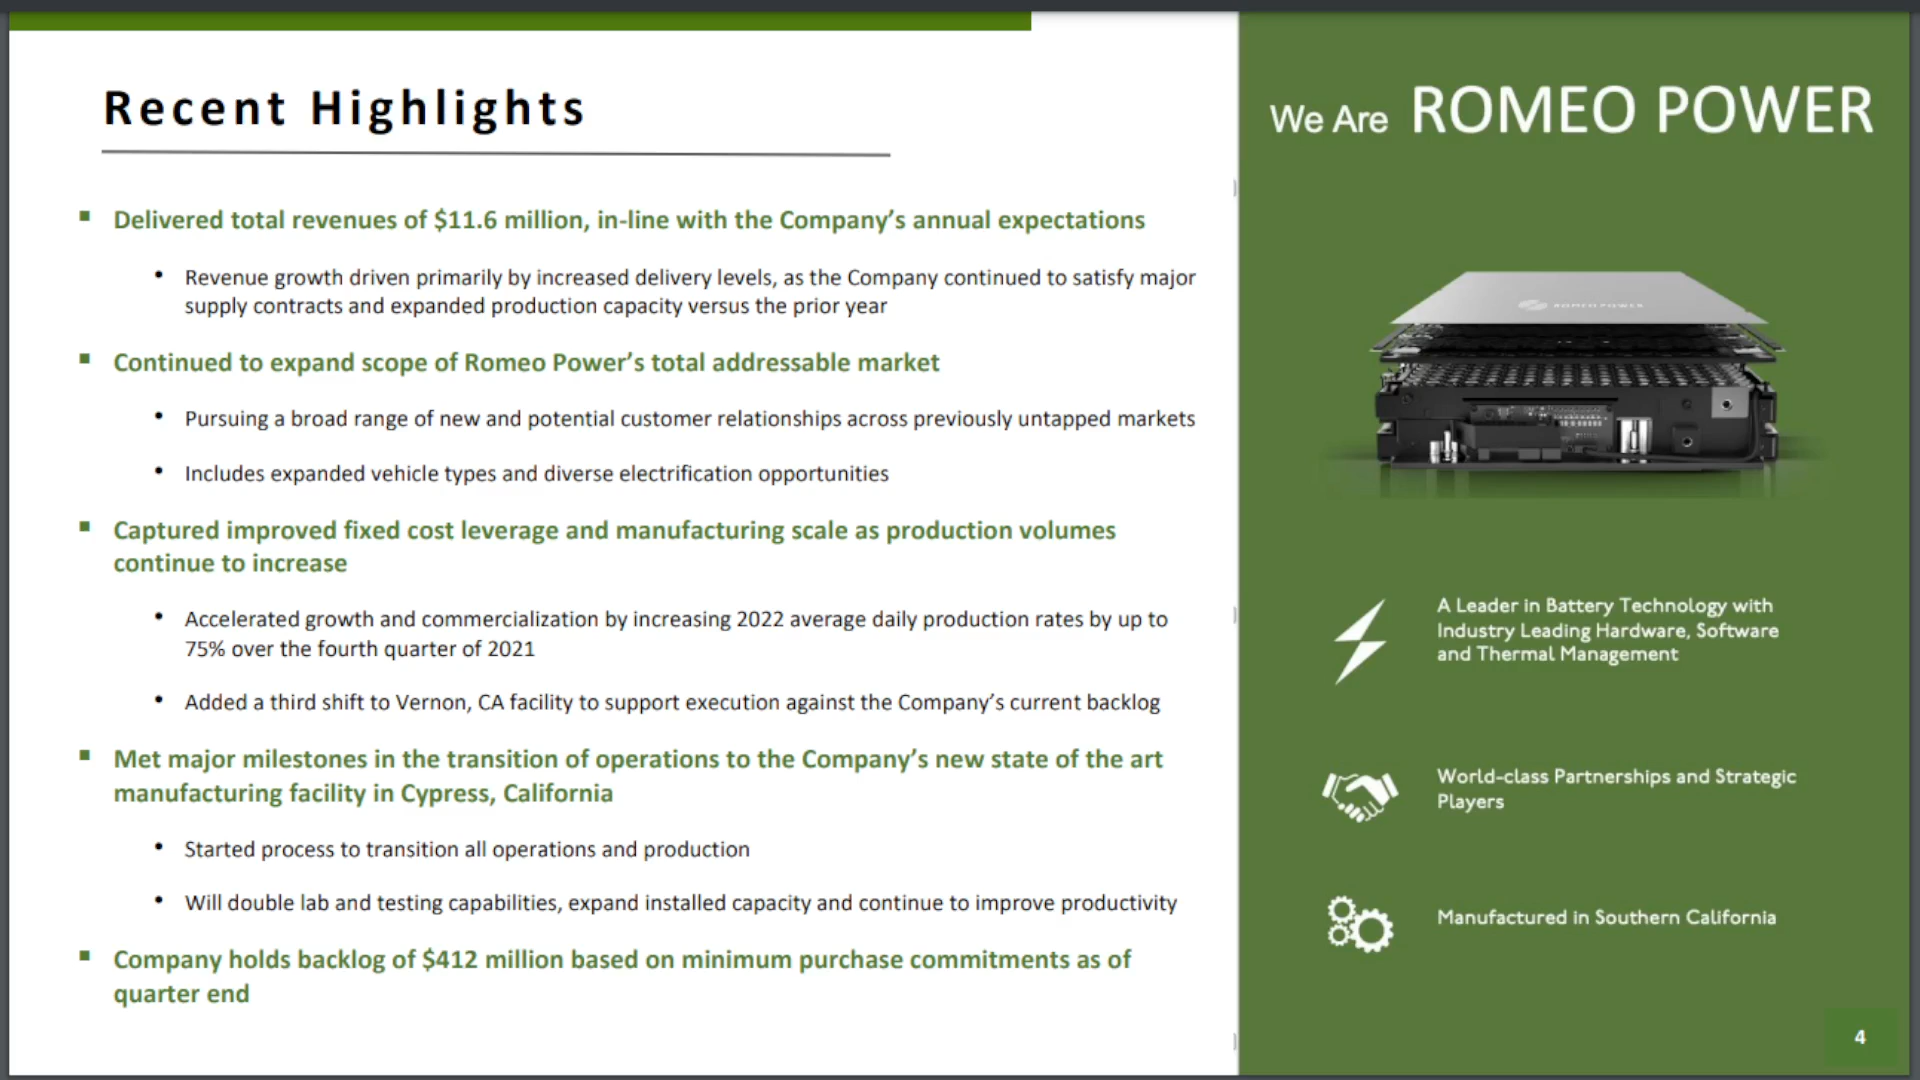 Recent Highlights
▪ Delivered total revenues of $11.6 million, in-line with the Company’s annual expectations
• Revenue growth driven primarily by increased delivery levels, as the Company continued to satisfy major
supply contracts and expanded production capacity versus the prior year
▪ Continued to expand scope of Romeo Power’s total addressable market
• Pursuing a broad range of new and potential customer relationships across previously untapped markets
• Includes expanded vehicle types and diverse electrification opportunities
▪ Captured improved fixed cost leverage and manufacturing scale as production volumes
continue to increase
• Accelerated growth and commercialization by increasing 2022 average daily production rates by up to
75% over the fourth quarter of 2021
• Added a third shift to Vernon, CA facility to support execution against the Company’s current backlog
▪ Met major milestones in the transition of operations to the Company’s new state of the art
manufacturing facility in Cypress, California
• Started process to transition all operations and production
• Will double lab and testing capabilities, expand installed capacity and continue to improve productivity
▪ Company holds backlog of $412 million based on minimum purchase commitments as of
quarter end
We Are ROMEO POWER
ROMEO POWER
A Leader in Battery Technology with
Industry Leading Hardware, Software
and Thermal Management
World-class Partnerships and Strategic
Players
Manufactured in Southern California
4